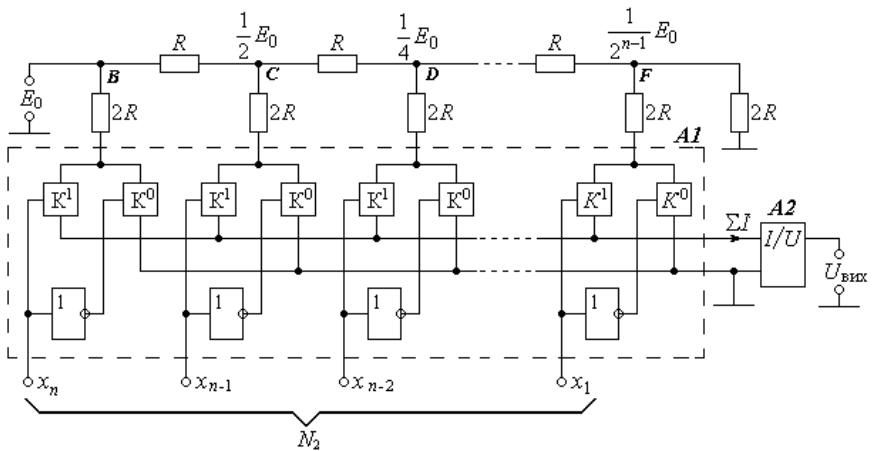 R 1/2 E₀ R 1/4 E₀ R 1/2ⁿ⁻¹ E₀
B C D F
E₀ 2R 2R 2R 2R 2R
A1
K¹ K⁰ K¹ K⁰ K¹ K⁰ K¹ K⁰
A2
ΣI I/U
Uвих
1 1 1 1
xₙ xₙ₋₁ xₙ₋₂ x₁
N₂